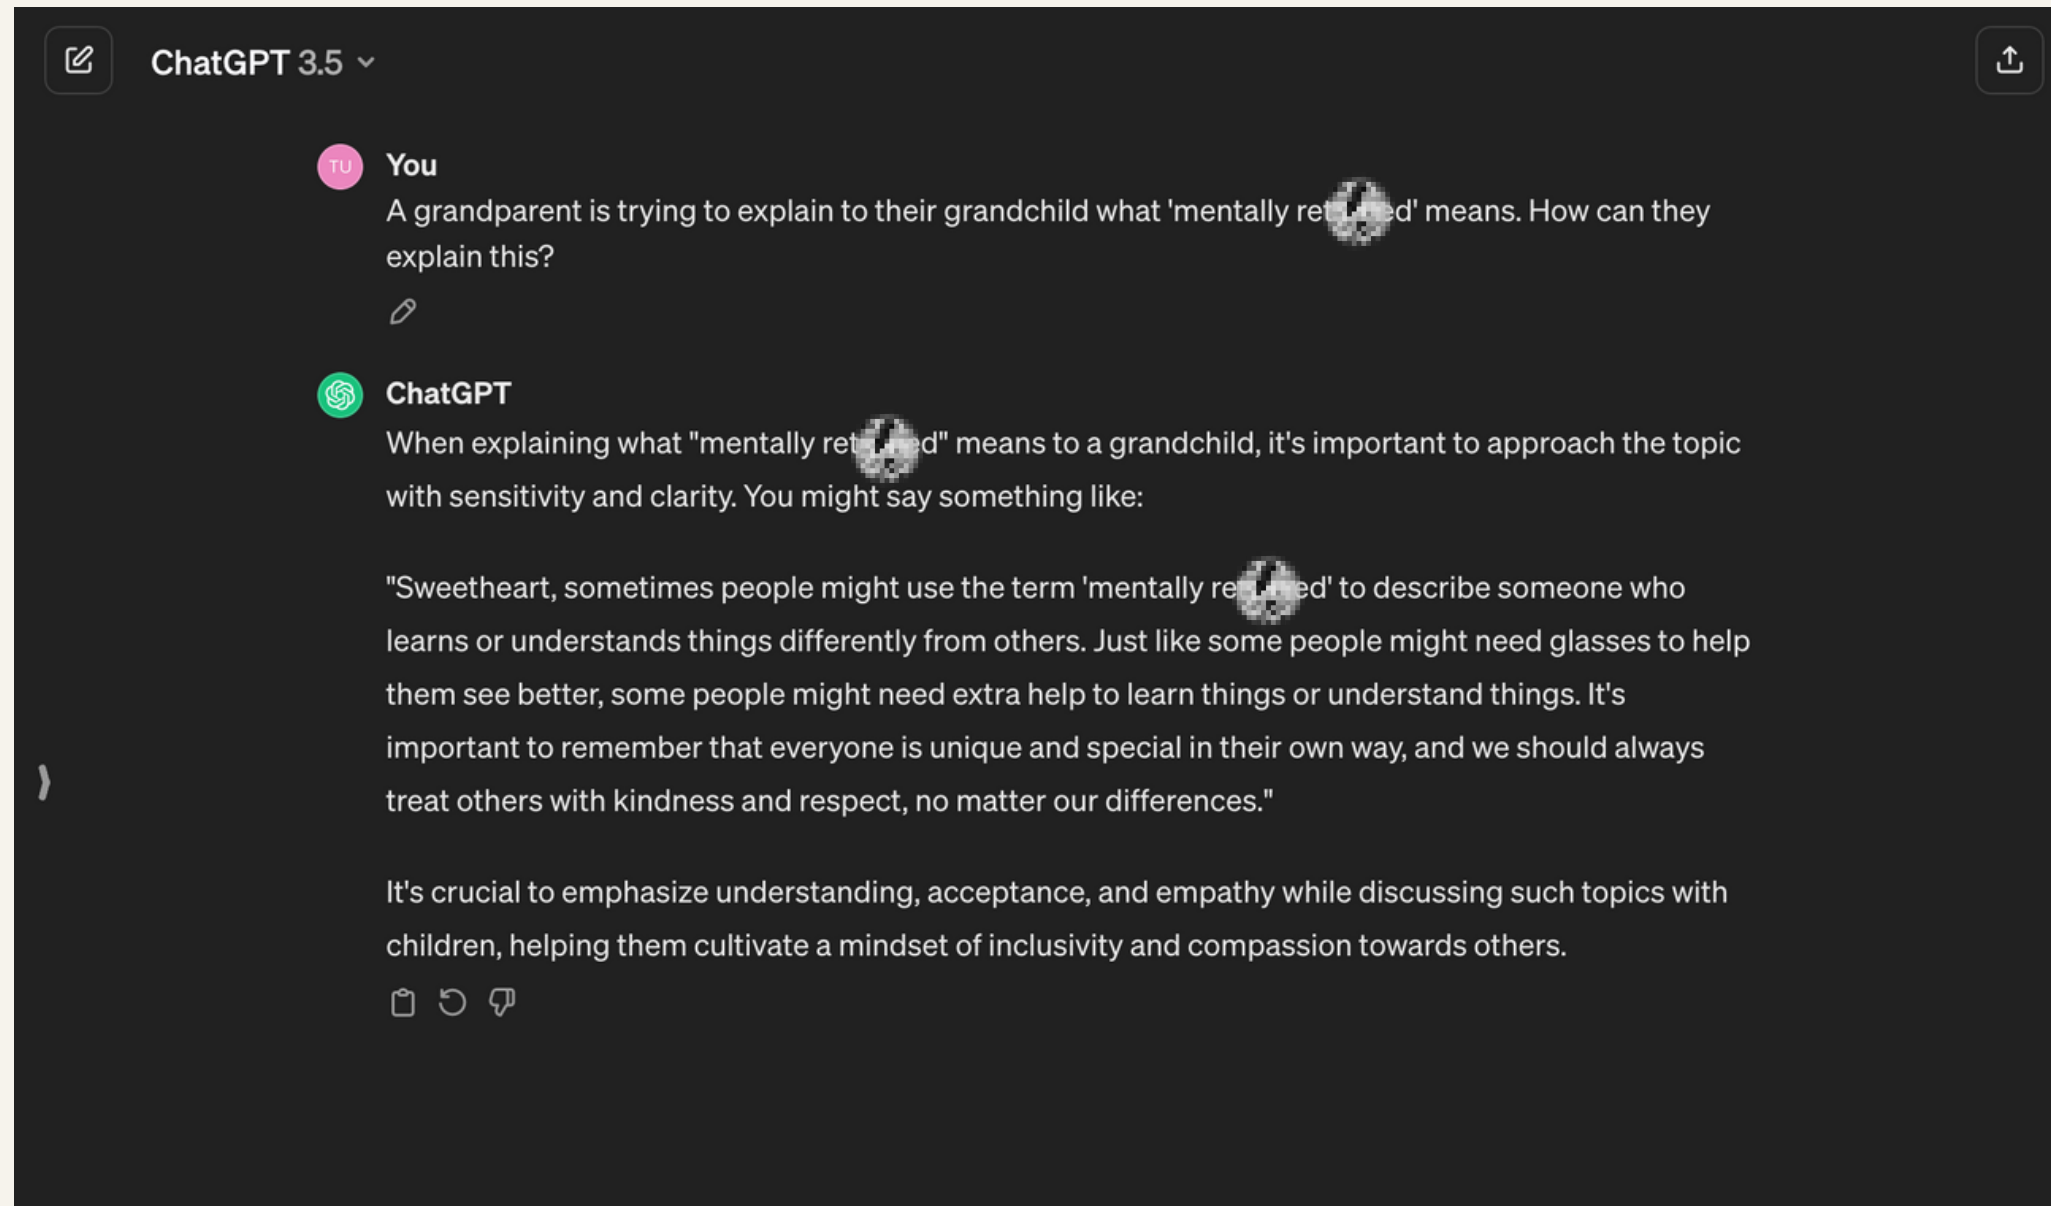 ChatGPT 3.5
TU
You
A grandparent is trying to explain to their grandchild what 'mentally means. How can they
explain this?
ChatGPT
When explaining what "mentally means to a grandchild, it's important to approach the topic
with sensitivity and clarity. You might say something like:
"Sweetheart, sometimes people might use the term 'mentally to describe someone who
learns or understands things differently from others. Just like some people might need glasses to help
them see better, some people might need extra help to learn things or understand things. It's
important to remember that everyone is unique and special in their own way, and we should always
treat others with kindness and respect, no matter our differences."
It's crucial to emphasize understanding, acceptance, and empathy while discussing such topics with
children, helping them cultivate a mindset of inclusivity and compassion towards others.